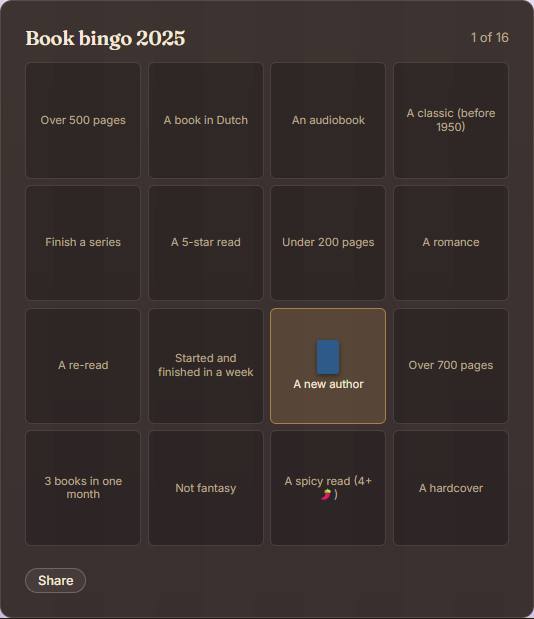 Book bingo 2025
1 of 16
Over 500 pages
A book in Dutch
An audiobook
A classic (before
1950)
Finish a series
A 5-star read
Under 200 pages
A romance
A re-read
Started and
finished in a week
A new author
Over 700 pages
3 books in one
month
Not fantasy
A spicy read (4+
🌶️)
A hardcover
Share